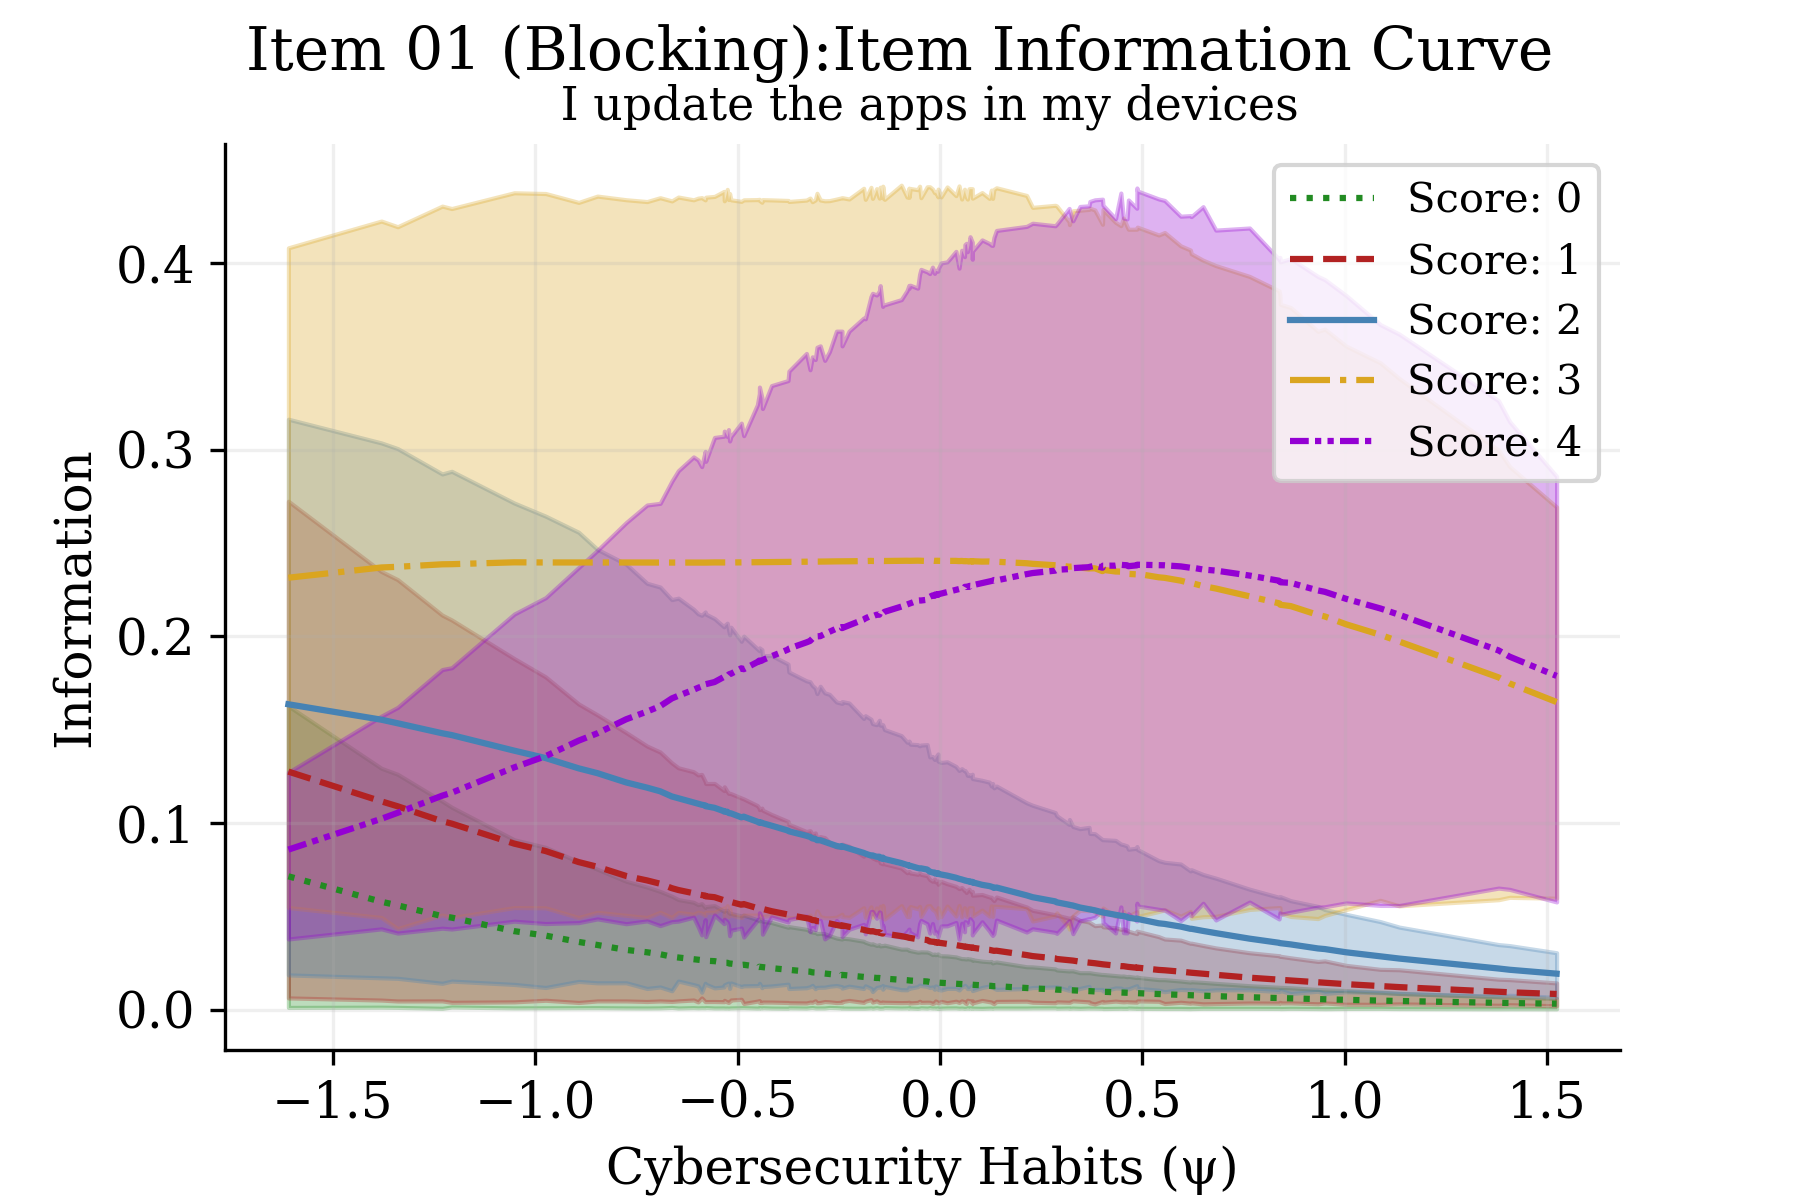 Item 01 (Blocking):Item Information Curve
I update the apps in my devices
Score: 0
Score: 1
Score: 2
Score: 3
Score: 4
Information
0.4
0.3
0.2
0.1
0.0
−1.5
−1.0
−0.5
0.0
0.5
1.0
1.5
Cybersecurity Habits (ψ)